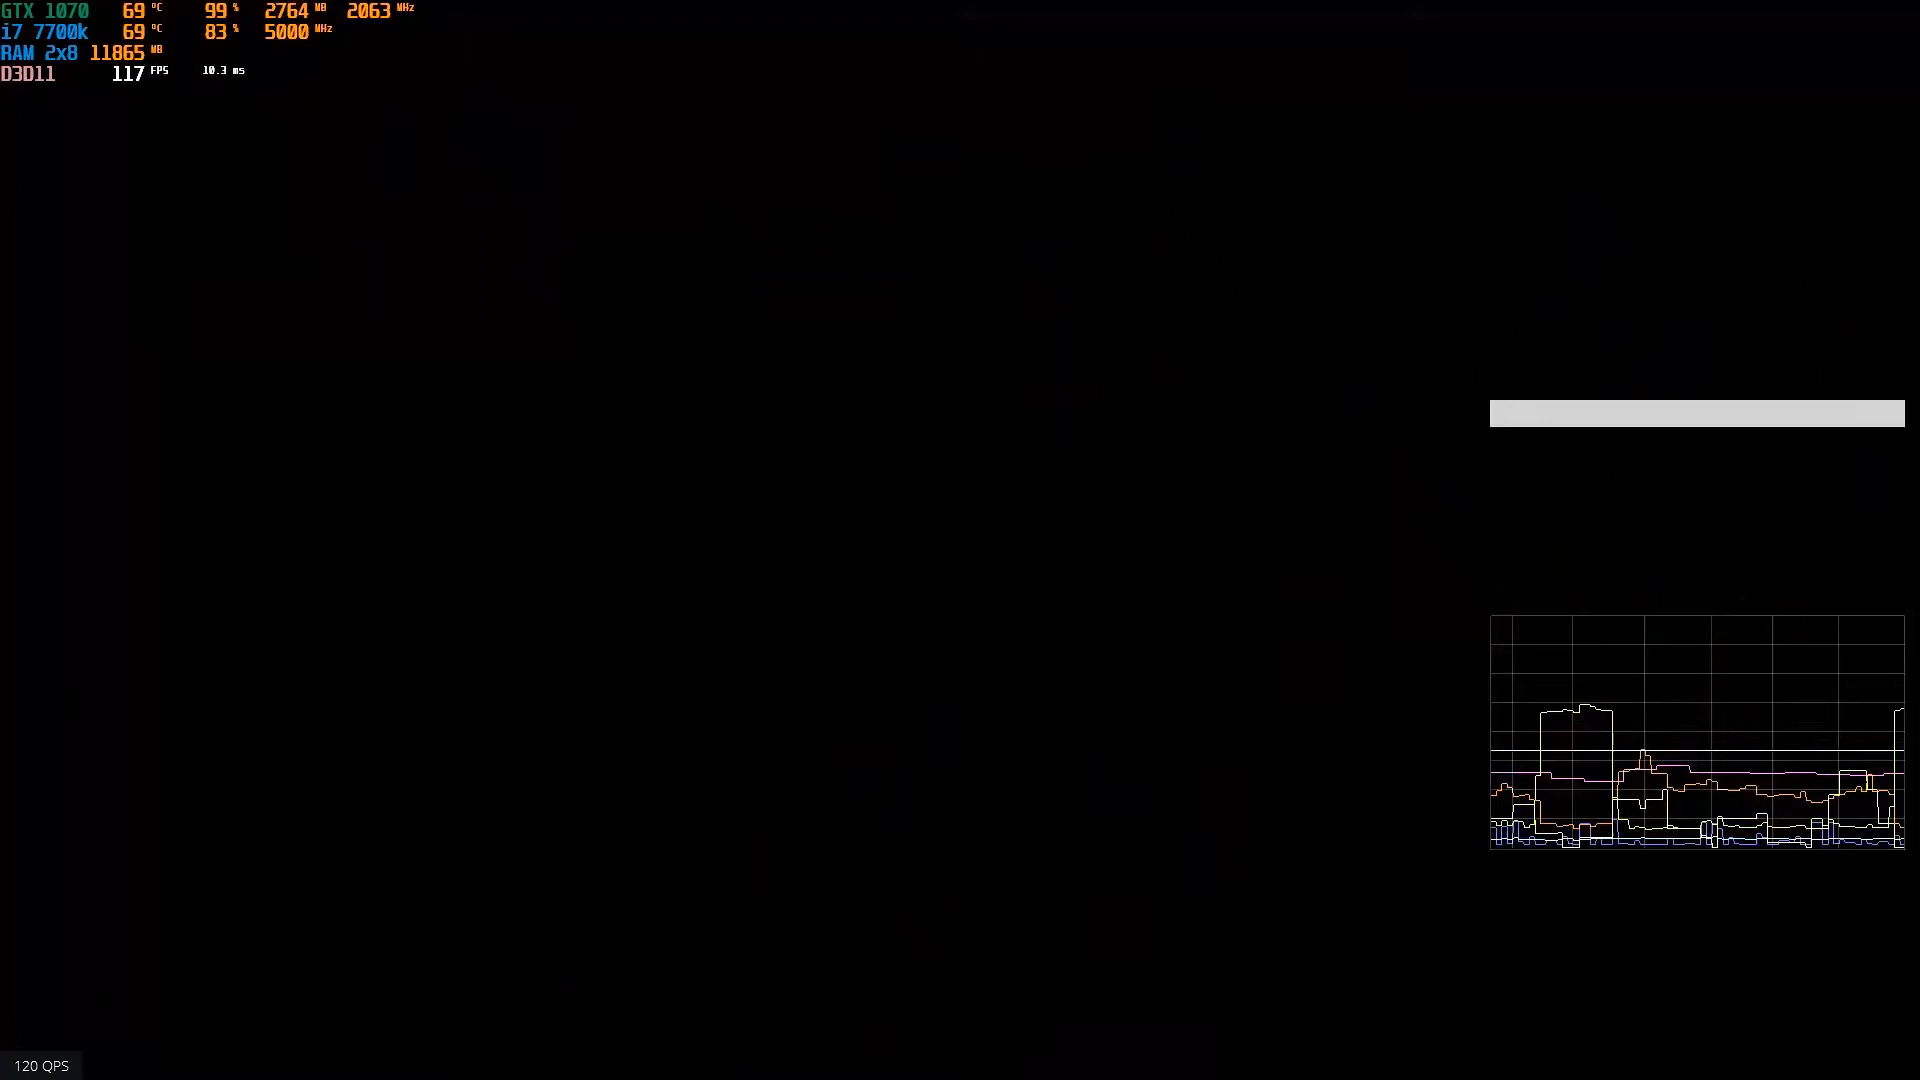 GTX 1070 69 °C 99 % 2764 MB 2063 MHz
i7 7700k 69 °C 83 % 5000 MHz
RAM 2x8 11865 MB
D3D11 117 FPS 10.3 ms
120 QPS